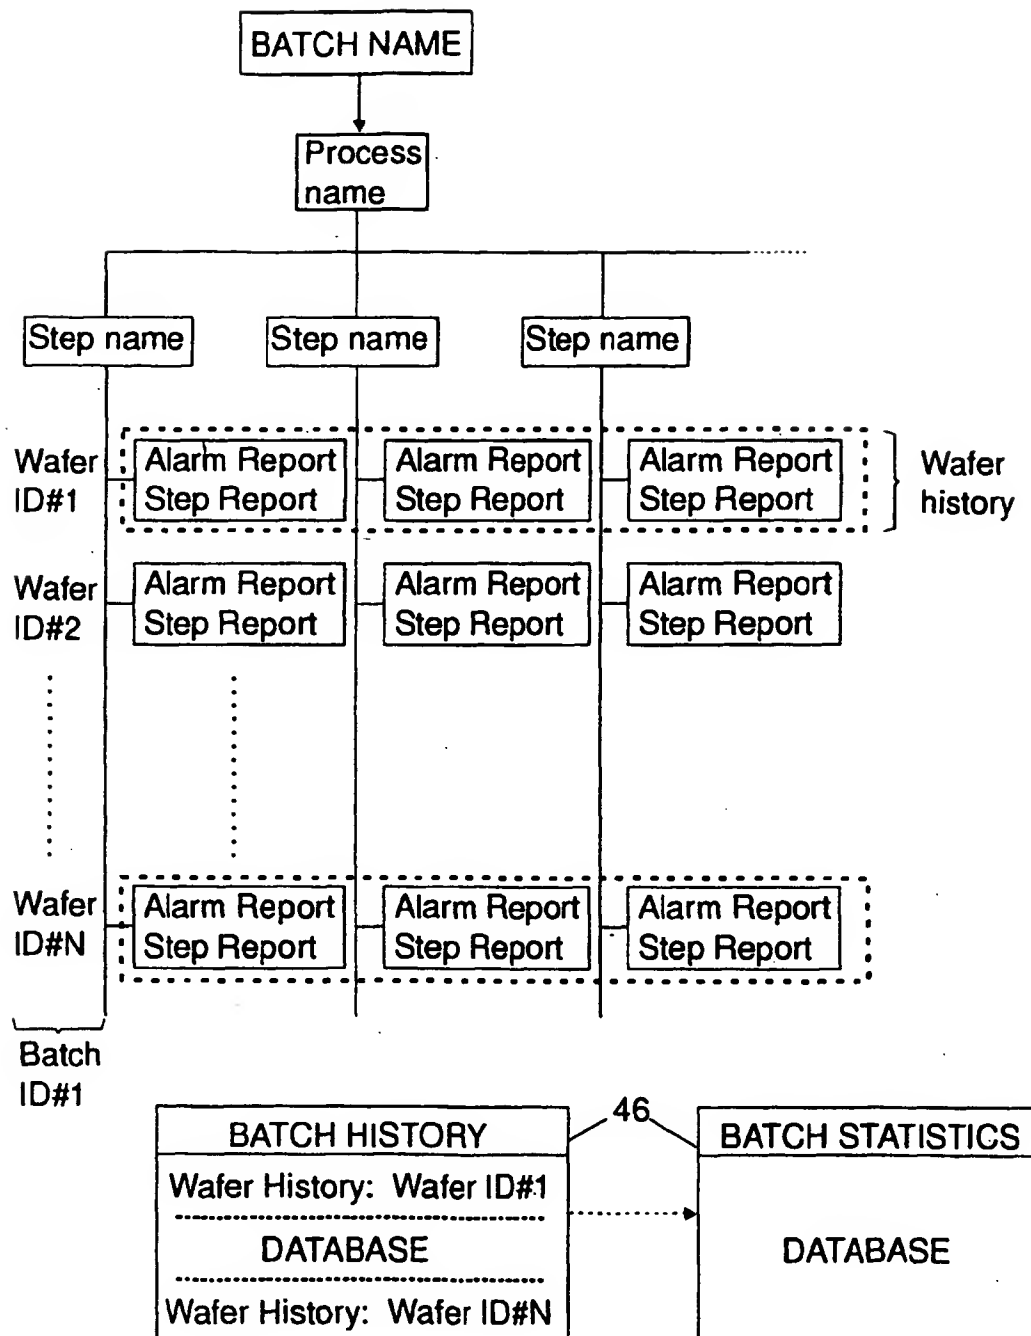 BATCH NAME
Process
name
Step name
Step name
Step name
Wafer
ID#1
Alarm Report
Step Report
Alarm Report
Step Report
Alarm Report
Step Report
Wafer
history
Wafer
ID#2
Alarm Report
Step Report
Alarm Report
Step Report
Alarm Report
Step Report
Wafer
ID#N
Alarm Report
Step Report
Alarm Report
Step Report
Alarm Report
Step Report
Batch
ID#1
46
BATCH HISTORY
Wafer History: Wafer ID#1
DATABASE
Wafer History: Wafer ID#N
BATCH STATISTICS
DATABASE